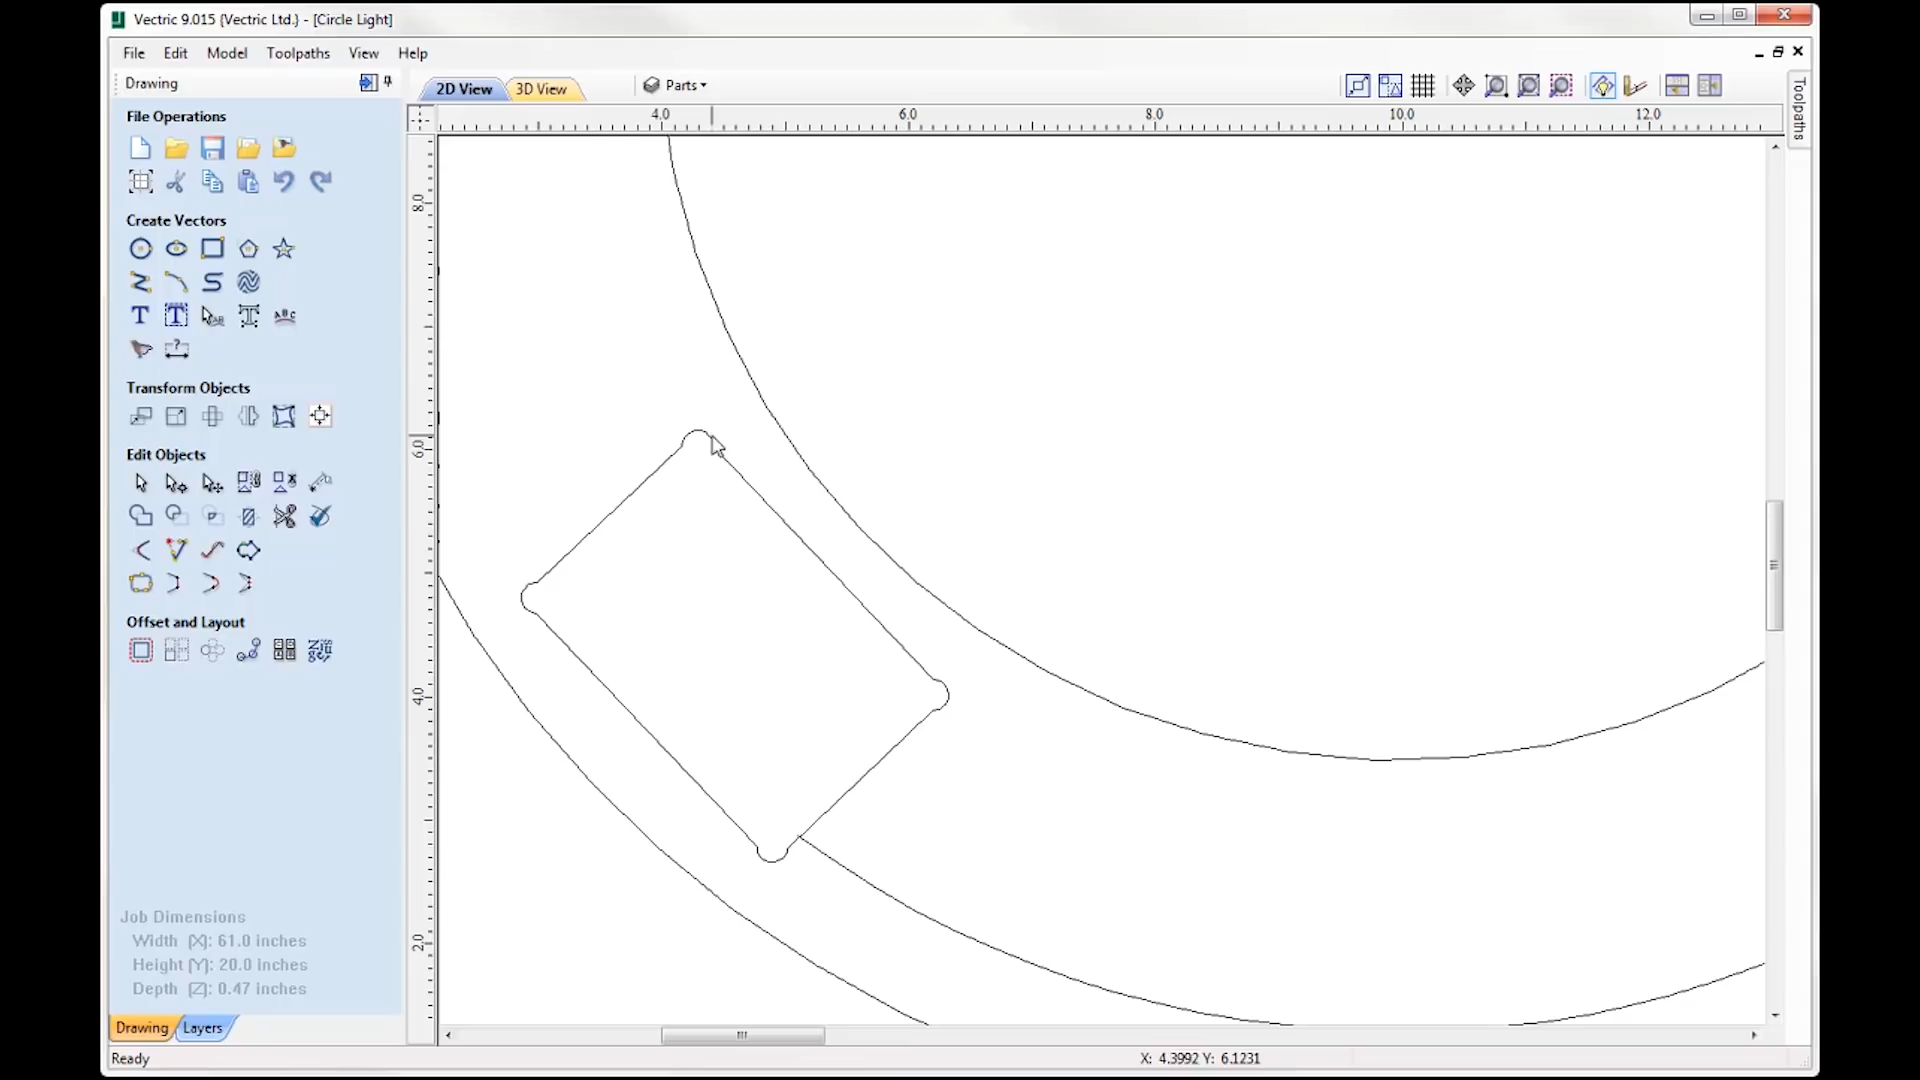 Vectric 9.015 {Vectric Ltd.} - [Circle Light]
File Edit Model Toolpaths View Help
Drawing
2D View 3D View Parts
Toolpaths
File Operations
4.0 6.0 8.0 10.0 12.0
8.0
6.0
4.0
2.0
Create Vectors
Transform Objects
Edit Objects
Offset and Layout
Job Dimensions
Width (X): 61.0 inches
Height (Y): 20.0 inches
Depth (Z): 0.47 inches
Drawing Layers
Ready
X: 4.3992 Y: 6.1231